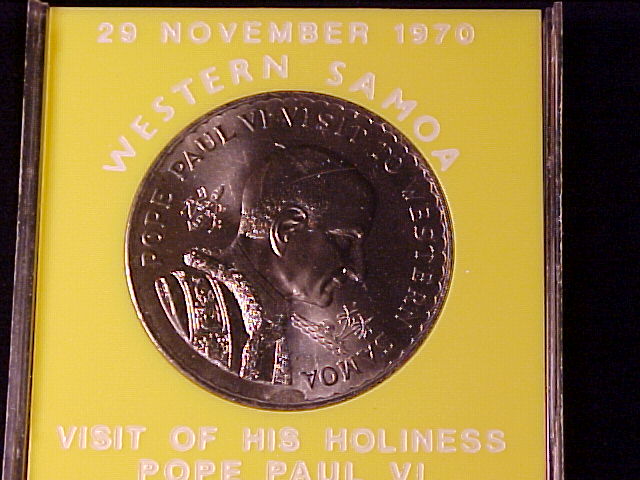 29 NOVEMBER 1970
WESTERN SAMOA
POPE PAUL VI·VISIT TO WESTERN SAMOA
VISIT OF HIS HOLINESS
POPE PAUL VI